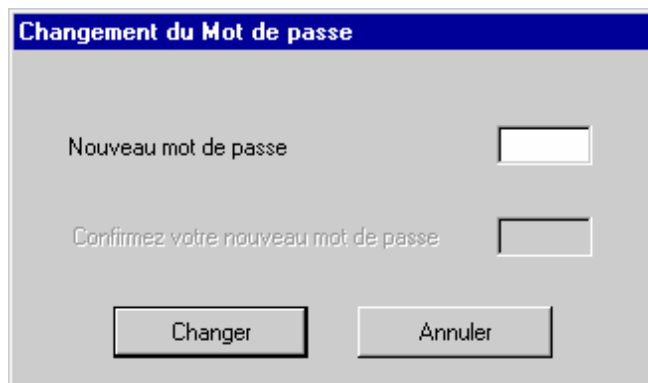 Changement du Mot de passe
Nouveau mot de passe
Confirmez votre nouveau mot de passe
Changer
Annuler